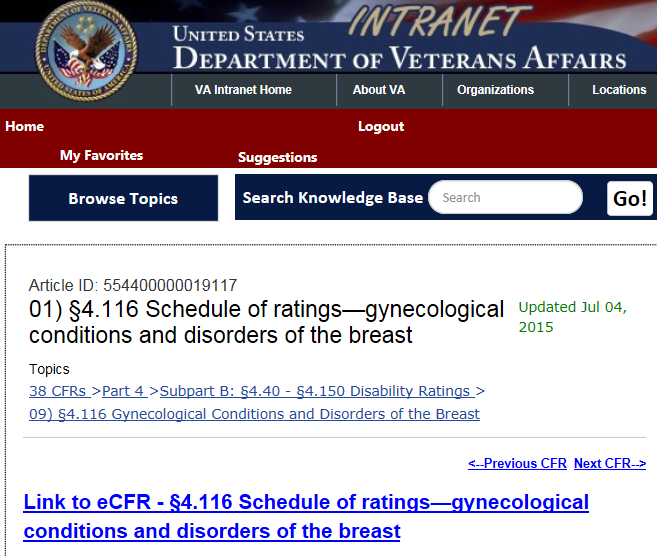 INTRANET
UNITED STATES
DEPARTMENT OF VETERANS AFFAIRS
VA Intranet Home About VA Organizations Locations
Home Logout
My Favorites Suggestions
Browse Topics Search Knowledge Base Search Go!
Article ID: 554400000019117
01) §4.116 Schedule of ratings—gynecological
conditions and disorders of the breast
Updated Jul 04,
2015
Topics
38 CFRs >Part 4 >Subpart B: §4.40 - §4.150 Disability Ratings >
09) §4.116 Gynecological Conditions and Disorders of the Breast
<--Previous CFR Next CFR-->
Link to eCFR - §4.116 Schedule of ratings—gynecological
conditions and disorders of the breast